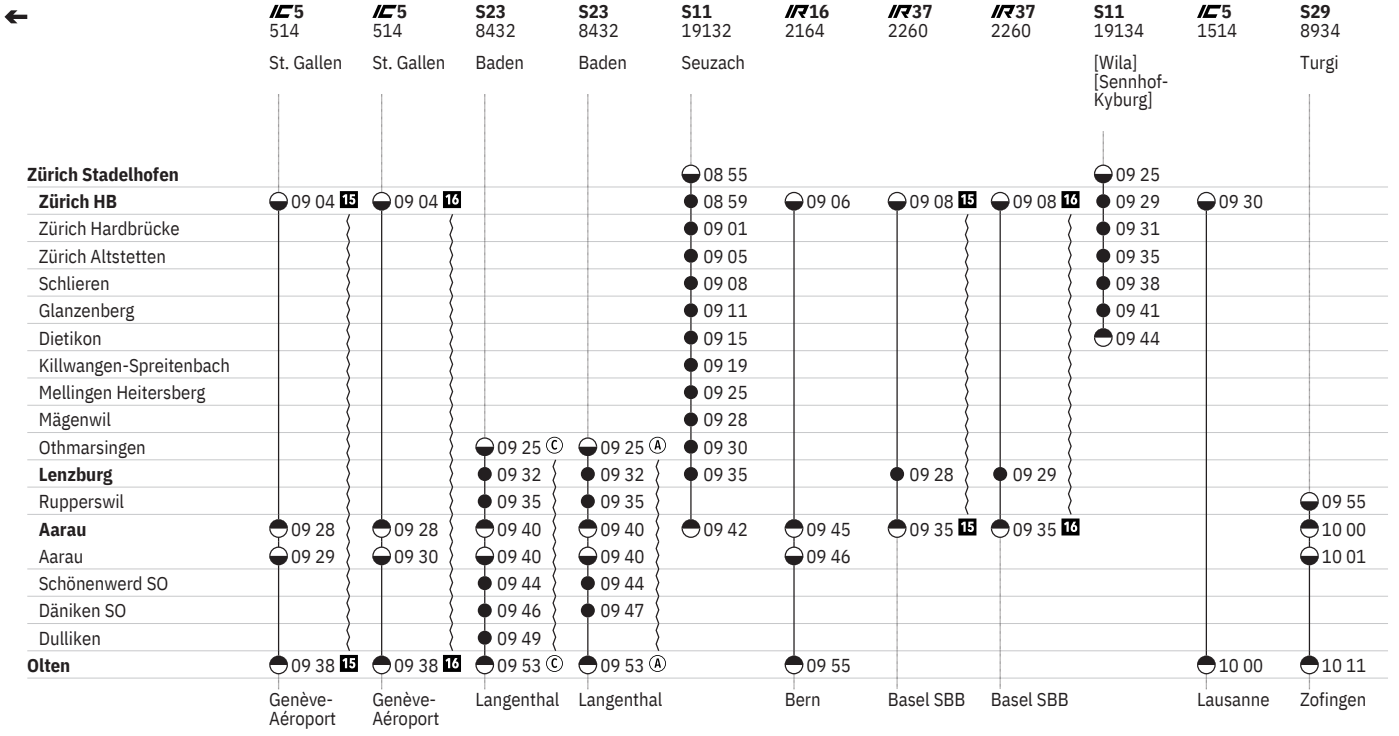 ← IC5 IC5 S23 S23 S11 IR16 IR37 IR37 S11 IC5 S29
514 514 8432 8432 19132 2164 2260 2260 19134 1514 8934
St. Gallen St. Gallen Baden Baden Seuzach [Wila] Turgi
[Sennhof-
Kyburg]
Zürich Stadelhofen 08 55 09 25
Zürich HB 09 04 15 09 04 16 08 59 09 06 09 08 15 09 08 16 09 29 09 30
Zürich Hardbrücke 09 01 09 31
Zürich Altstetten 09 05 09 35
Schlieren 09 08 09 38
Glanzenberg 09 11 09 41
Dietikon 09 15 09 44
Killwangen-Spreitenbach 09 19
Mellingen Heitersberg 09 25
Mägenwil 09 28
Othmarsingen 09 25 Ⓒ 09 25 Ⓐ 09 30
Lenzburg 09 32 09 32 09 35 09 28 09 29
Rupperswil 09 35 09 35 09 55
Aarau 09 28 09 28 09 40 09 40 09 42 09 45 09 35 15 09 35 16 10 00
Aarau 09 29 09 30 09 40 09 40 09 46 10 01
Schönenwerd SO 09 44 09 44
Däniken SO 09 46 09 47
Dulliken 09 49
Olten 09 38 15 09 38 16 09 53 Ⓒ 09 53 Ⓐ 09 55 10 00 10 11
Genève- Genève- Langenthal Langenthal Bern Basel SBB Basel SBB Lausanne Zofingen
Aéroport Aéroport